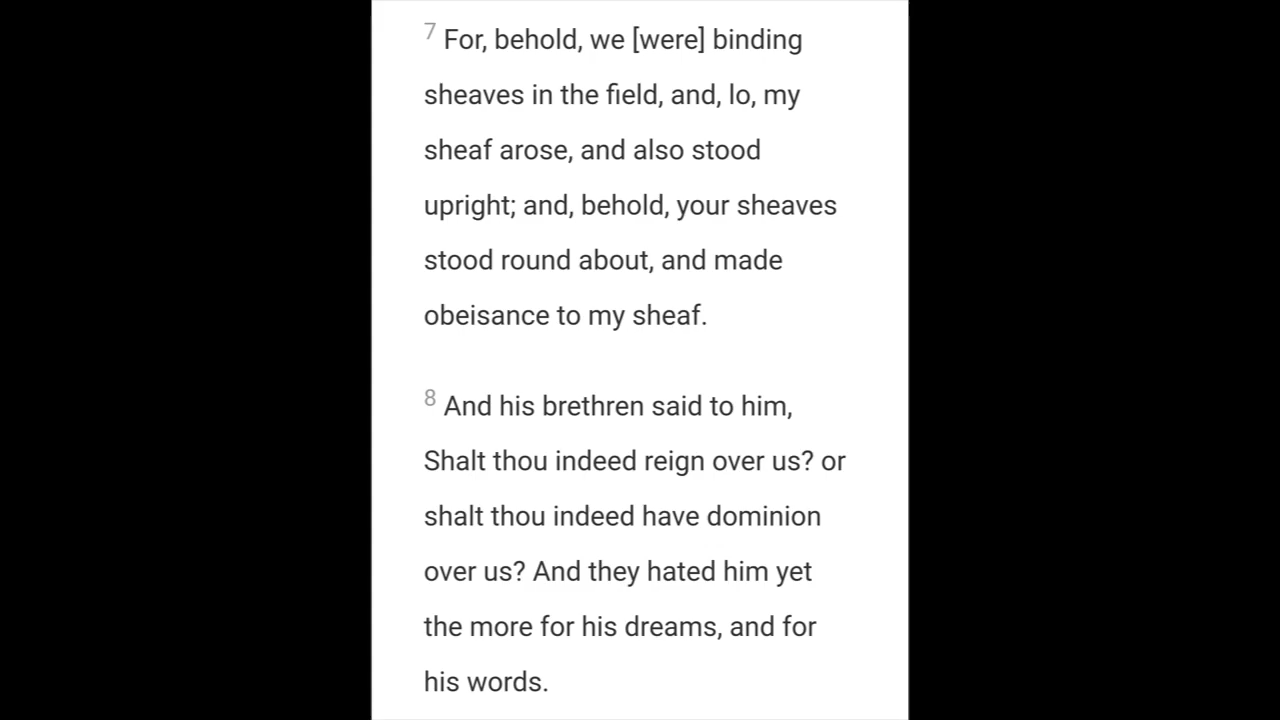 7 For, behold, we [were] binding
sheaves in the field, and, lo, my
sheaf arose, and also stood
upright; and, behold, your sheaves
stood round about, and made
obeisance to my sheaf.
8 And his brethren said to him,
Shalt thou indeed reign over us? or
shalt thou indeed have dominion
over us? And they hated him yet
the more for his dreams, and for
his words.